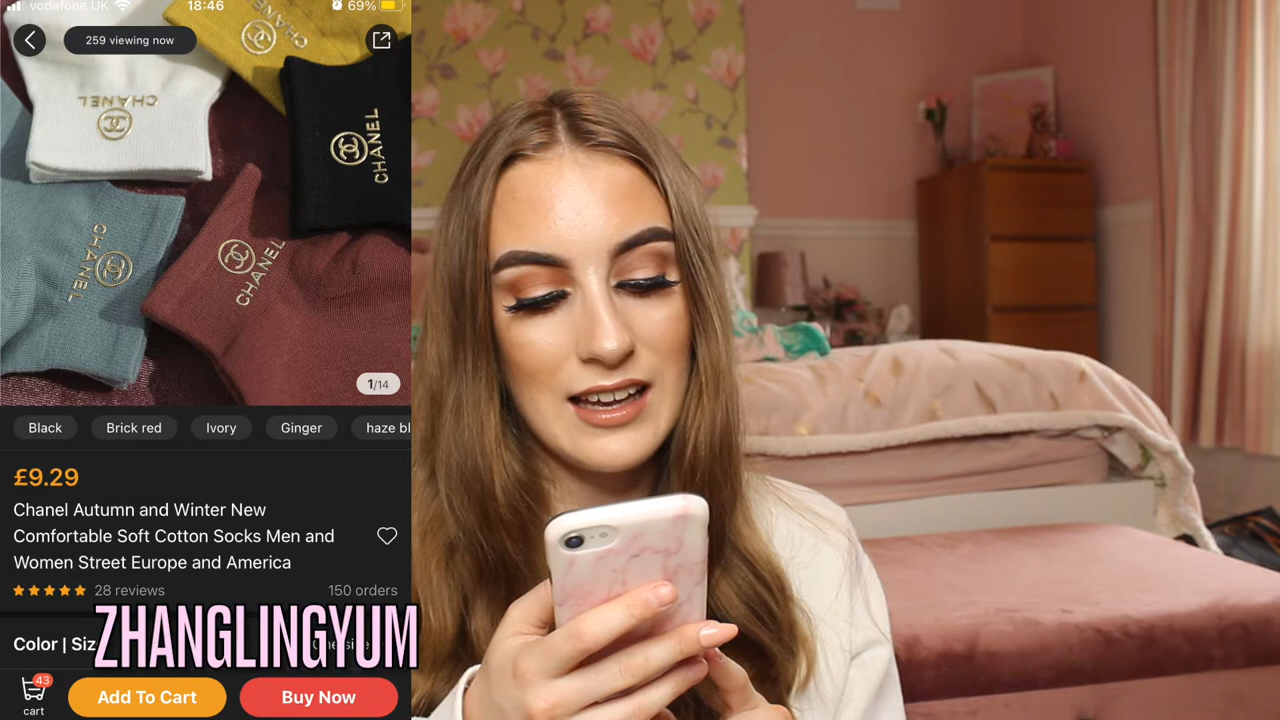 vodafone UK 18:46 69%
259 viewing now
CHANEL
CHANEL
CHANEL
CHANEL
CHANEL
1/14
Black Brick red Ivory Ginger haze bl
£9.29
Chanel Autumn and Winter New
Comfortable Soft Cotton Socks Men and
Women Street Europe and America
28 reviews 150 orders
Color | Siz
ZHANGLINGYUM
43
cart Add To Cart Buy Now